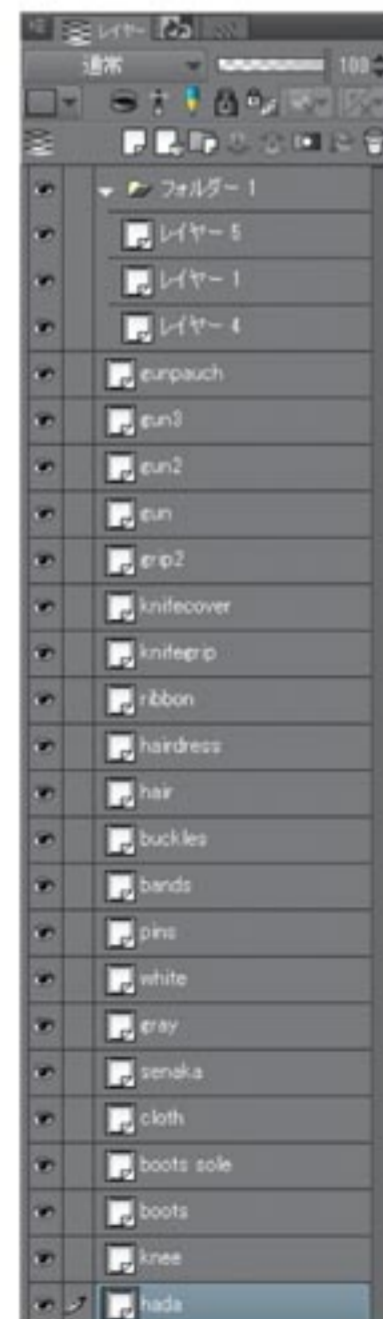 レイヤー
通常 100
フォルダー 1
レイヤー 5
レイヤー 1
レイヤー 4
gunpauch
gun3
gun2
gun
grip2
knifecover
knifegrip
ribbon
hairdress
hair
buckles
bands
pins
white
gray
senaka
cloth
boots sole
boots
knee
hada